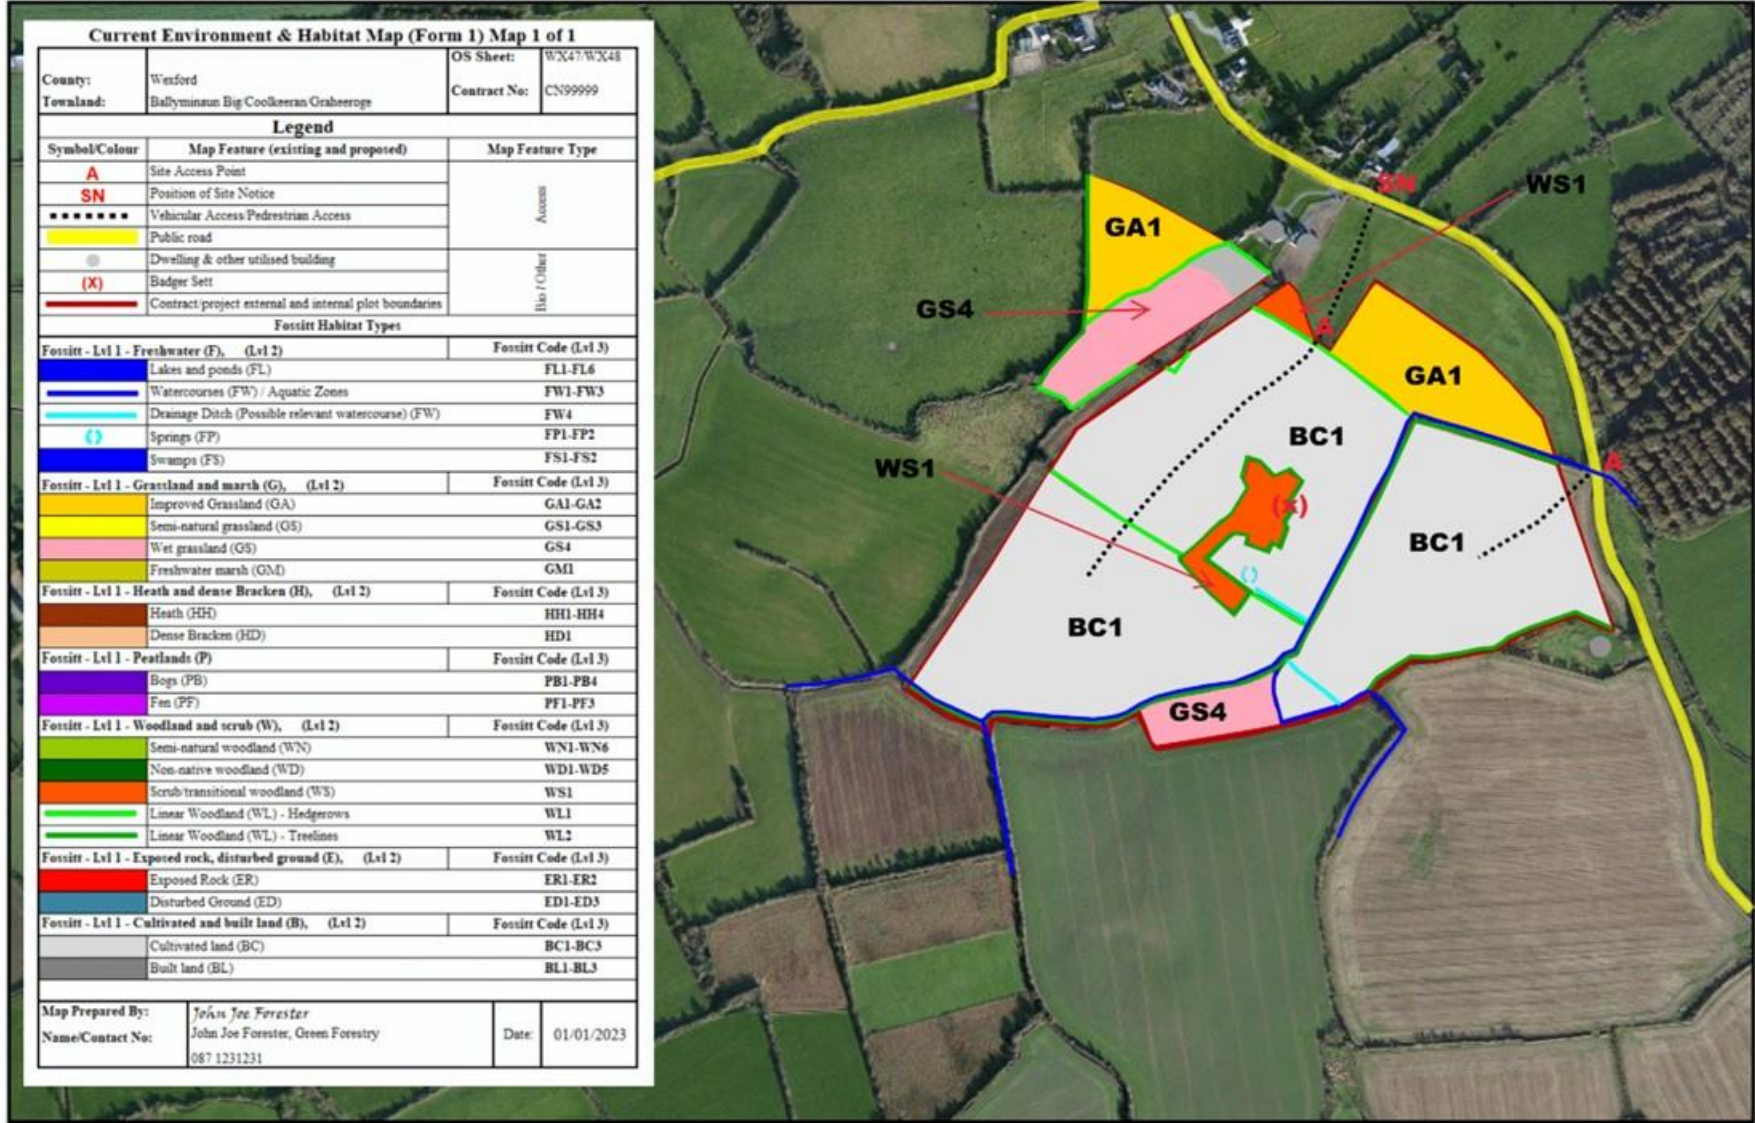 Current Environment & Habitat Map (Form 1) Map 1 of 1
County: Wexford OS Sheet: WX47/WX48
Townland: Ballyminaun Big/Coolkeeran/Graheeroge Contract No: CN99999
Legend
Symbol/Colour Map Feature (existing and proposed) Map Feature Type
A Site Access Point
SN Position of Site Notice
Vehicular Access/Pedestrian Access
Public road
Access
Dwelling & other utilised building
(X) Badger Sett
Contract/project external and internal plot boundaries
Bio / Other
Fossitt Habitat Types
Fossitt - Lvl 1 - Freshwater (F), (Lvl 2) Fossitt Code (Lvl 3)
Lakes and ponds (FL) FL1-FL6
Watercourses (FW) / Aquatic Zones FW1-FW3
Drainage Ditch (Possible relevant watercourse) (FW) FW4
() Springs (FP) FP1-FP2
Swamps (FS) FS1-FS2
Fossitt - Lvl 1 - Grassland and marsh (G), (Lvl 2) Fossitt Code (Lvl 3)
Improved Grassland (GA) GA1-GA2
Semi-natural grassland (GS) GS1-GS3
Wet grassland (GS) GS4
Freshwater marsh (GM) GM1
Fossitt - Lvl 1 - Heath and dense Bracken (H), (Lvl 2) Fossitt Code (Lvl 3)
Heath (HH) HH1-HH4
Dense Bracken (HD) HD1
Fossitt - Lvl 1 - Peatlands (P) Fossitt Code (Lvl 3)
Bogs (PB) PB1-PB4
Fen (PF) PF1-PF3
Fossitt - Lvl 1 - Woodland and scrub (W), (Lvl 2) Fossitt Code (Lvl 3)
Semi-natural woodland (WN) WN1-WN6
Non-native woodland (WD) WD1-WD5
Scrub/transitional woodland (WS) WS1
Linear Woodland (WL) - Hedgerows WL1
Linear Woodland (WL) - Treelines WL2
Fossitt - Lvl 1 - Exposed rock, disturbed ground (E), (Lvl 2) Fossitt Code (Lvl 3)
Exposed Rock (ER) ER1-ER2
Disturbed Ground (ED) ED1-ED3
Fossitt - Lvl 1 - Cultivated and built land (B), (Lvl 2) Fossitt Code (Lvl 3)
Cultivated land (BC) BC1-BC3
Built land (BL) BL1-BL3
Map Prepared By: John Joe Forester
Name/Contact No: John Joe Forester, Green Forestry Date: 01/01/2023
087 1231231
SN
WS1
GA1
GS4
A
GA1
BC1
WS1
A
(x)
BC1
()
BC1
GS4